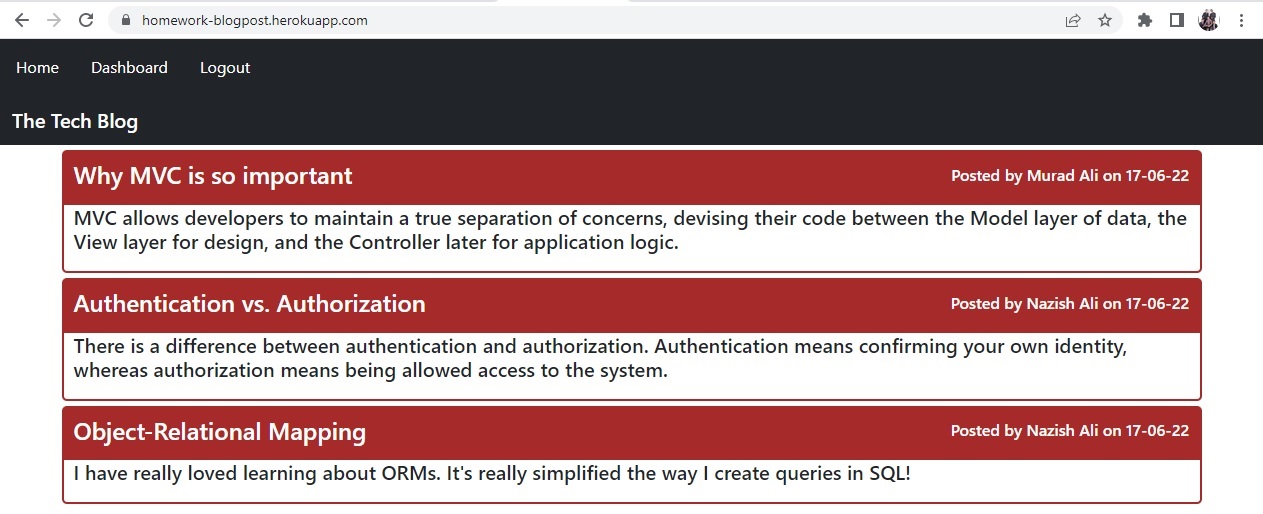 homework-blogpost.herokuapp.com
Home Dashboard Logout
The Tech Blog
Why MVC is so important Posted by Murad Ali on 17-06-22
MVC allows developers to maintain a true separation of concerns, devising their code between the Model layer of data, the
View layer for design, and the Controller later for application logic.
Authentication vs. Authorization Posted by Nazish Ali on 17-06-22
There is a difference between authentication and authorization. Authentication means confirming your own identity,
whereas authorization means being allowed access to the system.
Object-Relational Mapping Posted by Nazish Ali on 17-06-22
I have really loved learning about ORMs. It's really simplified the way I create queries in SQL!